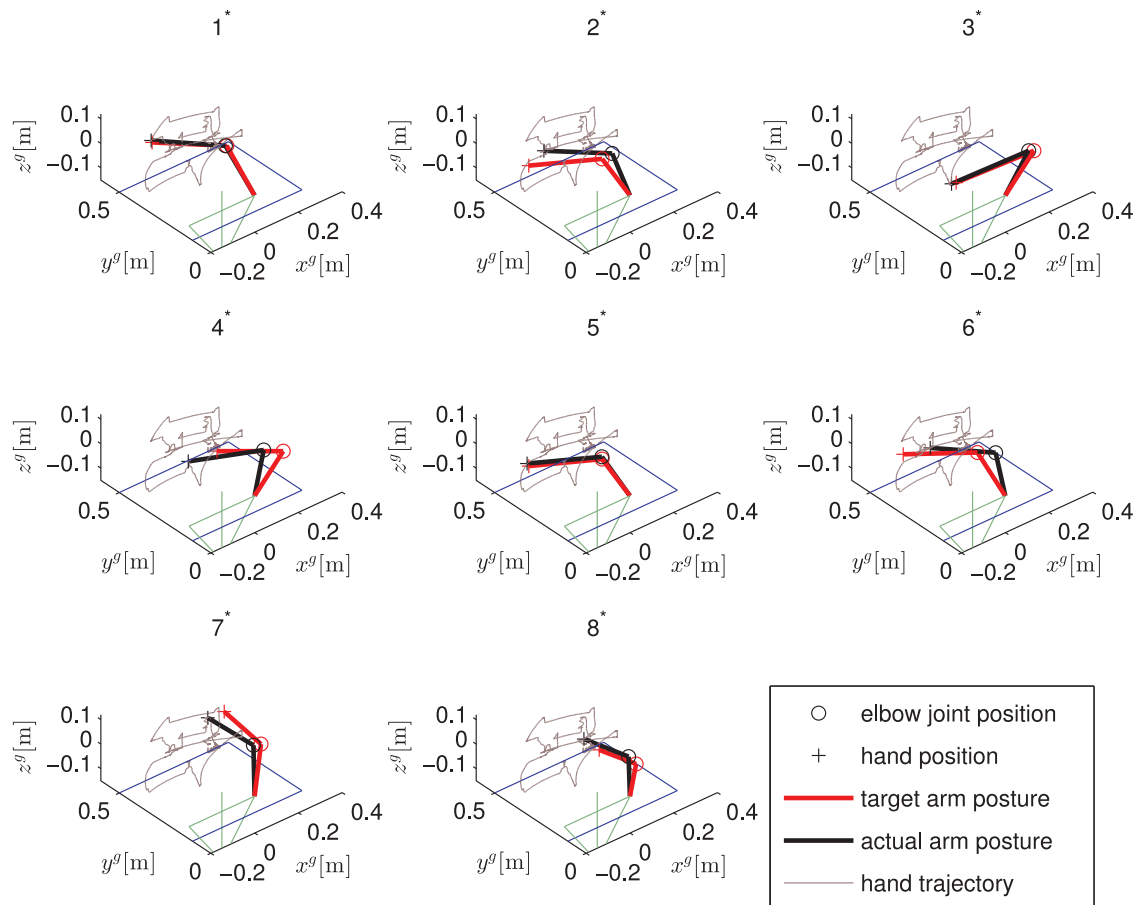 1* 2* 3*
0.1 0.1 0.1
0 0 0
−0.1 −0.1 −0.1
z^g[m] z^g[m] z^g[m]
0.5 0.4 0.5 0.4 0.5 0.4
0.2 0.2 0.2
y^g[m] 0 x^g[m] y^g[m] 0 x^g[m] y^g[m] 0 x^g[m]
0 −0.2 0 −0.2 0 −0.2
4* 5* 6*
0.1 0.1 0.1
0 0 0
−0.1 −0.1 −0.1
z^g[m] z^g[m] z^g[m]
0.5 0.4 0.5 0.4 0.5 0.4
0.2 0.2 0.2
y^g[m] 0 x^g[m] y^g[m] 0 x^g[m] y^g[m] 0 x^g[m]
0 −0.2 0 −0.2 0 −0.2
7* 8*
0.1 0.1
0 0
−0.1 −0.1
z^g[m] z^g[m]
0.5 0.4 0.5 0.4
0.2 0.2
y^g[m] 0 x^g[m] y^g[m] 0 x^g[m]
0 −0.2 0 −0.2
elbow joint position
hand position
target arm posture
actual arm posture
hand trajectory